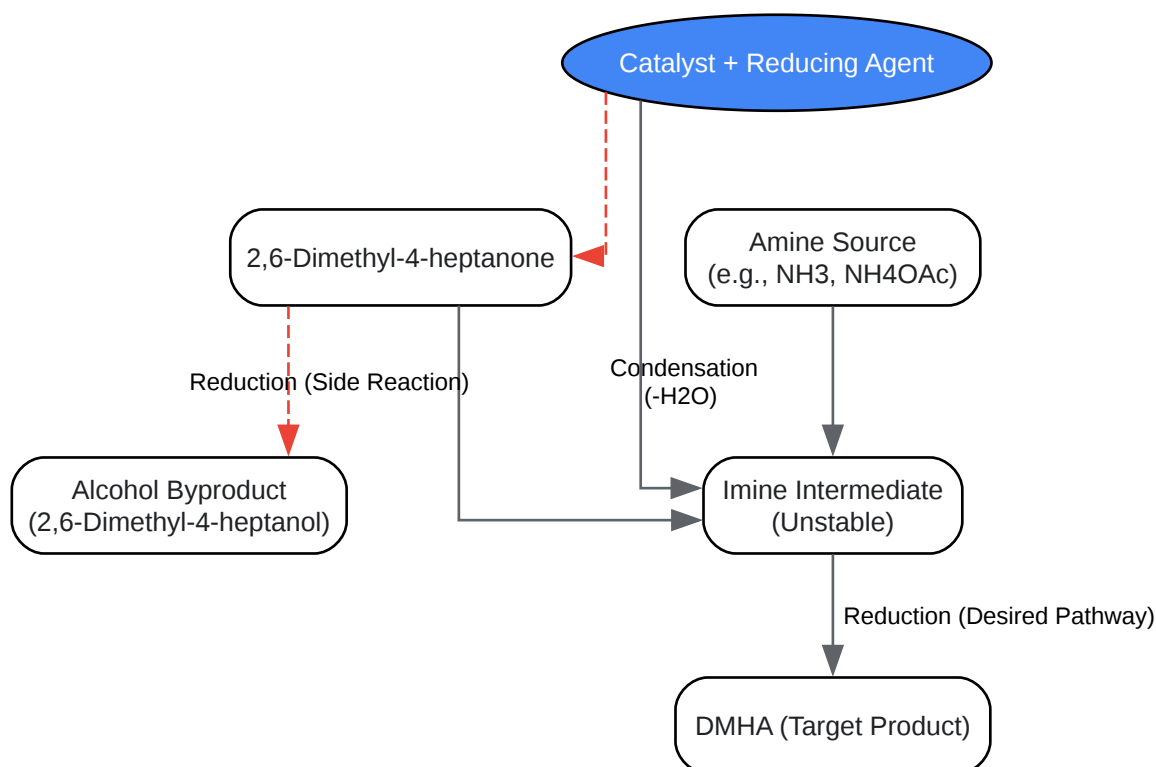 Catalyst + Reducing Agent
2,6-Dimethyl-4-heptanone
Amine Source
(e.g., NH3, NH4OAc)
Reduction (Side Reaction)
Condensation
(-H2O)
Alcohol Byproduct
(2,6-Dimethyl-4-heptanol)
Imine Intermediate
(Unstable)
Reduction (Desired Pathway)
DMHA (Target Product)